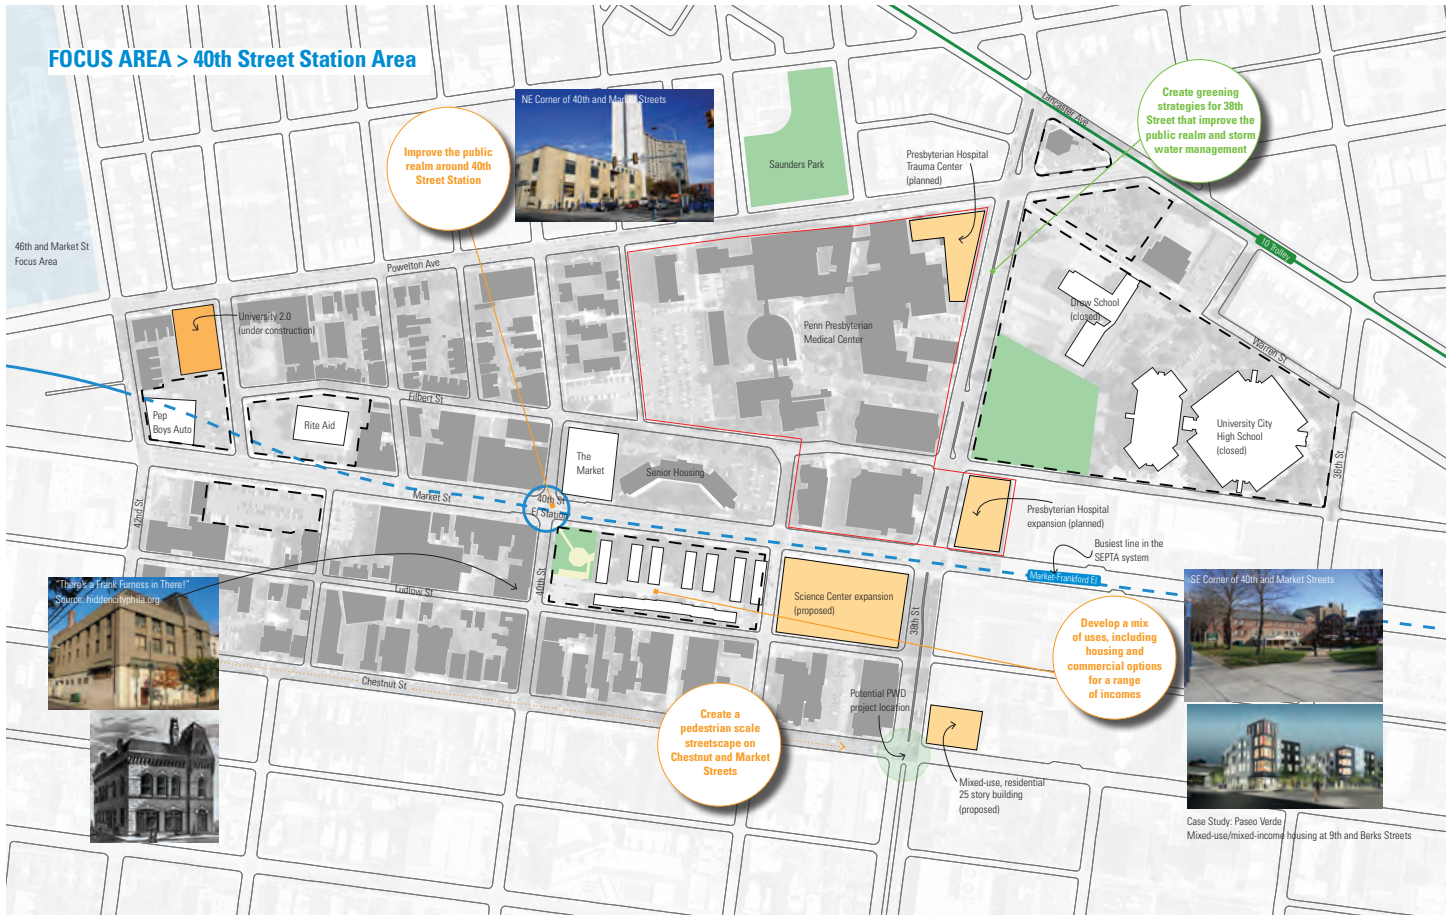 FOCUS AREA > 40th Street Station Area
NE Corner of 40th and Market Streets
Improve the public
realm around 40th
Street Station
Create greening
strategies for 38th
Street that improve the
public realm and storm
water management
Lancaster Ave
Saunders Park
Presbyterian Hospital
Trauma Center
(planned)
46th and Market St
Focus Area
10 Trolley
Powelton Ave
University 2.0
(under construction)
Penn Presbyterian
Medical Center
Drew School
(closed)
Warren St
Filbert St
Pep
Boys Auto
Rite Aid
University City
High School
(closed)
The
Market
Senior Housing
36th St
Market St
40th St
El Station
42nd St
Presbyterian Hospital
expansion (planned)
Busiest line in the
SEPTA system
Market-Frankford El
"There's a Frank Furness in There!"
Source: hiddencityphila.org
Ludlow St
40th St
Science Center expansion
(proposed)
38th St
SE Corner of 40th and Market Streets
Develop a mix
of uses, including
housing and
commercial options
for a range
of incomes
Chestnut St
Potential PWD
project location
Create a
pedestrian scale
streetscape on
Chestnut and Market
Streets
Mixed-use, residential
25 story building
(proposed)
Case Study: Paseo Verde
Mixed-use/mixed-income housing at 9th and Berks Streets